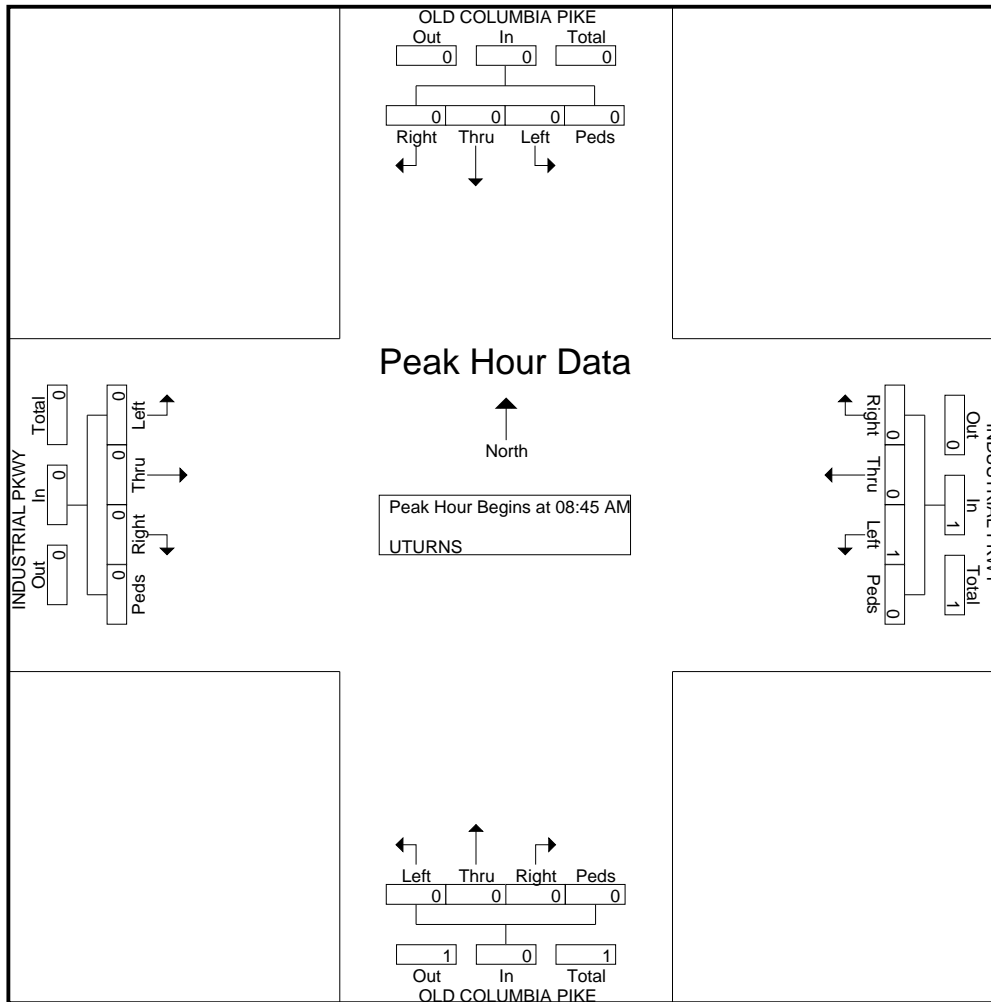 OLD COLUMBIA PIKE
Out In Total
0 0 0
0 0 0 0
Right Thru Left Peds
Peak Hour Data
North
Peak Hour Begins at 08:45 AM
UTURNS
INDUSTRIAL PKWY
Total In Out
0 0 0
0 0 0 0
Left Thru Right Peds
Right Thru Left Peds
0 0 1 0
0 1 1
Out In Total
INDUSTRIAL PKWY
Left Thru Right Peds
0 0 0 0
1 0 1
Out In Total
OLD COLUMBIA PIKE